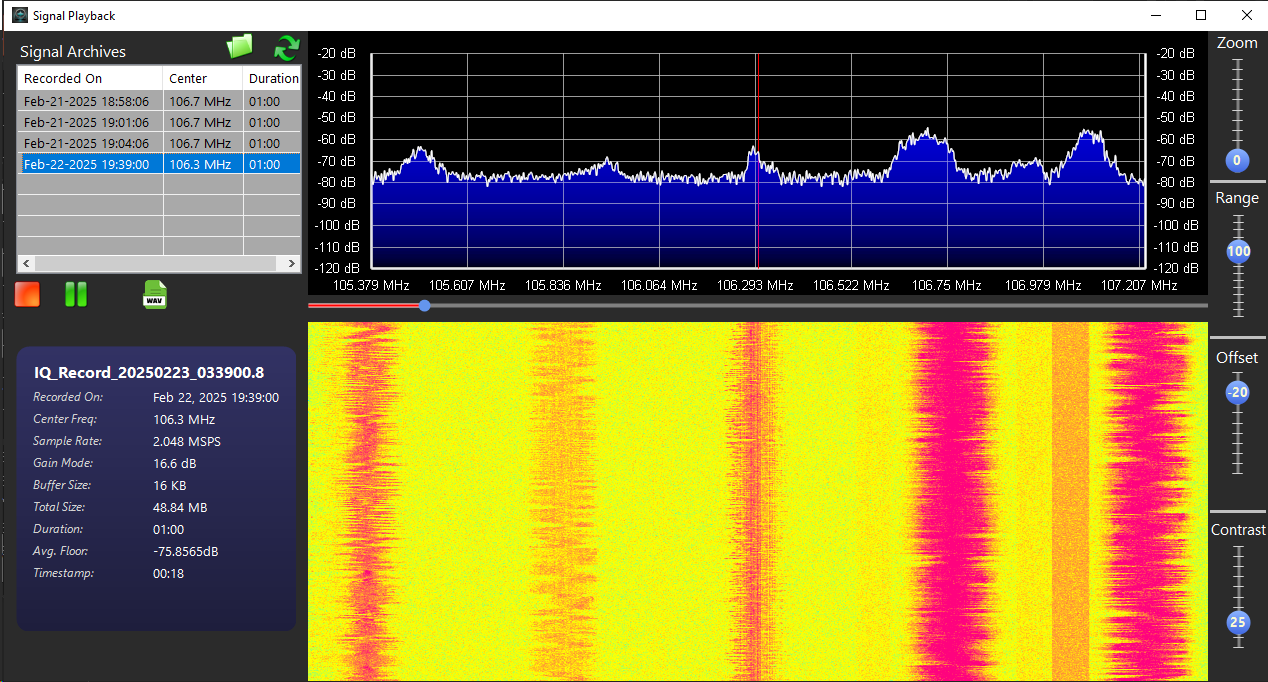 Signal Playback
Signal Archives
Recorded On Center Duration
Feb-21-2025 18:58:06 106.7 MHz 01:00
Feb-21-2025 19:01:06 106.7 MHz 01:00
Feb-21-2025 19:04:06 106.7 MHz 01:00
Feb-22-2025 19:39:00 106.3 MHz 01:00
WAV
IQ_Record_20250223_033900.8
Recorded On: Feb 22, 2025 19:39:00
Center Freq: 106.3 MHz
Sample Rate: 2.048 MSPS
Gain Mode: 16.6 dB
Buffer Size: 16 KB
Total Size: 48.84 MB
Duration: 01:00
Avg. Floor: -75.8565dB
Timestamp: 00:18
-20 dB -20 dB
-30 dB -30 dB
-40 dB -40 dB
-50 dB -50 dB
-60 dB -60 dB
-70 dB -70 dB
-80 dB -80 dB
-90 dB -90 dB
-100 dB -100 dB
-110 dB -110 dB
-120 dB -120 dB
105.379 MHz 105.607 MHz 105.836 MHz 106.064 MHz 106.293 MHz 106.522 MHz 106.75 MHz 106.979 MHz 107.207 MHz
Zoom
0
Range
100
Offset
-20
Contrast
25